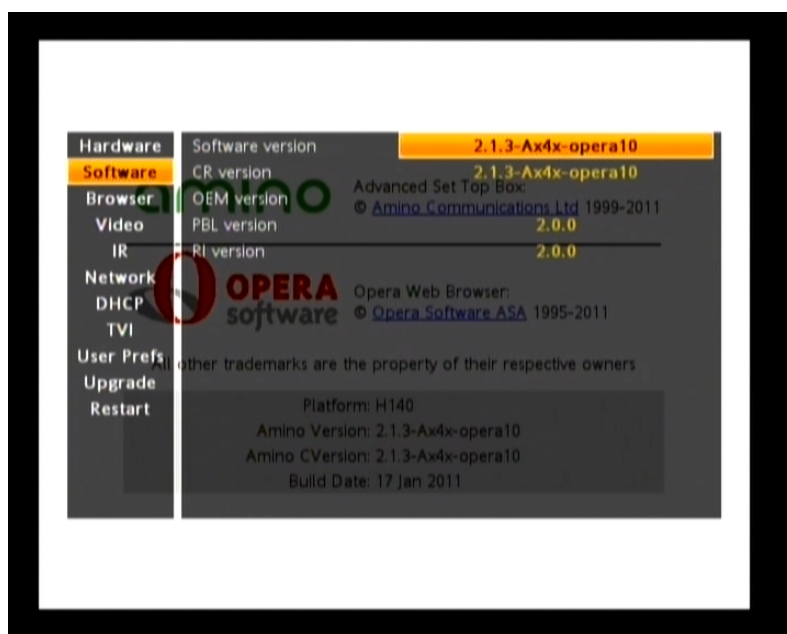 Hardware
Software
Browser
Video
IR
Network
DHCP
TVI
User Prefs
Upgrade
Restart
Software version 2.1.3-Ax4x-opera10
CR version 2.1.3-Ax4x-opera10
OEM version
PBL version 2.0.0
RI version 2.0.0
amino
Advanced Set Top Box:
© Amino Communications Ltd 1999-2011
OPERA
software
Opera Web Browser:
© Opera Software ASA 1995-2011
All other trademarks are the property of their respective owners
Platform: H140
Amino Version: 2.1.3-Ax4x-opera10
Amino CVersion: 2.1.3-Ax4x-opera10
Build Date: 17 Jan 2011